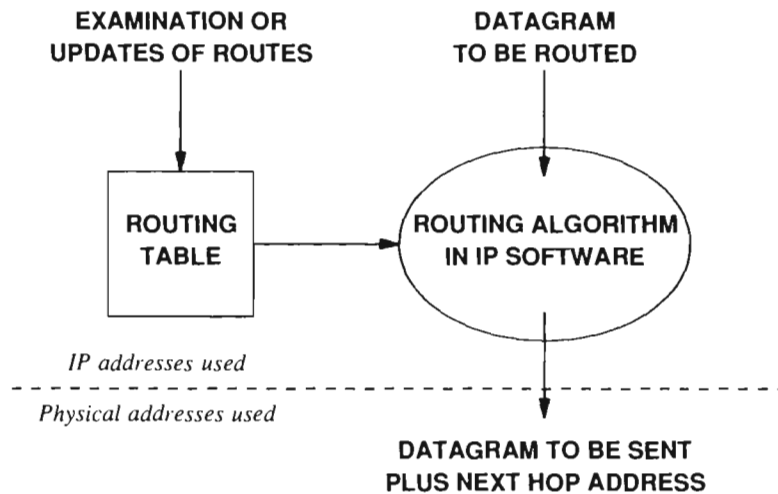 EXAMINATION OR
UPDATES OF ROUTES
DATAGRAM
TO BE ROUTED
ROUTING
TABLE
ROUTING ALGORITHM
IN IP SOFTWARE
IP addresses used
Physical addresses used
DATAGRAM TO BE SENT
PLUS NEXT HOP ADDRESS